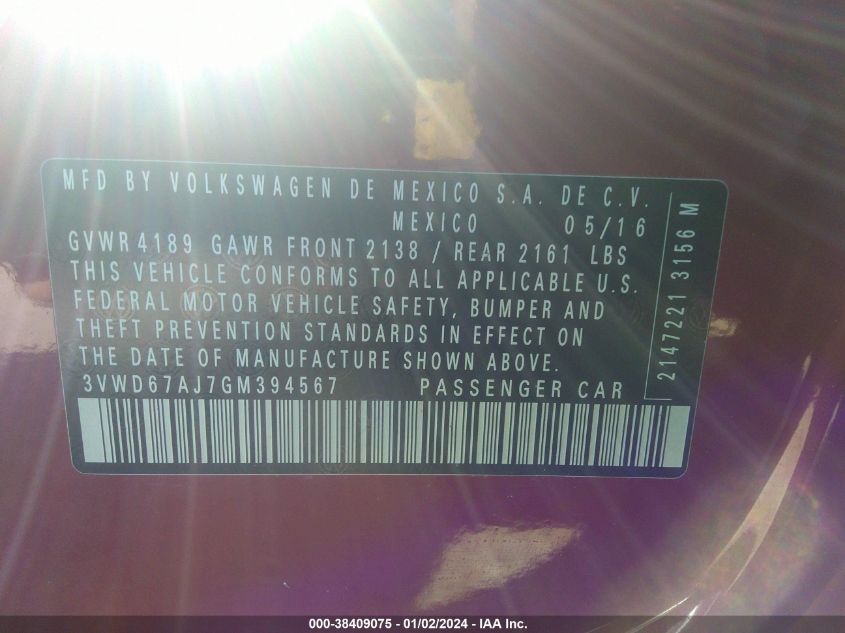 MFD BY VOLKSWAGEN DE MEXICO S.A. DE C.V.
MEXICO 05/16
GVWR 4189 GAWR FRONT 2138 / REAR 2161 LBS
THIS VEHICLE CONFORMS TO ALL APPLICABLE U.S.
FEDERAL MOTOR VEHICLE SAFETY, BUMPER AND
THEFT PREVENTION STANDARDS IN EFFECT ON
THE DATE OF MANUFACTURE SHOWN ABOVE.
3VWD67AJ7GM394567 PASSENGER CAR
2147221 3156 M
000-38409075 - 01/02/2024 - IAA Inc.